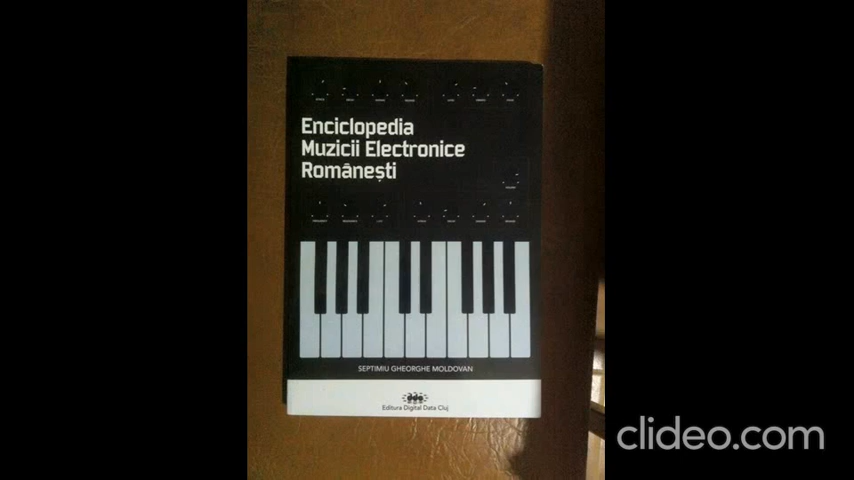 Enciclopedia
Muzicii Electronice
Românești
SEPTIMIU GHEORGHE MOLDOVAN
Editura Digital Data Cluj
clideo.com